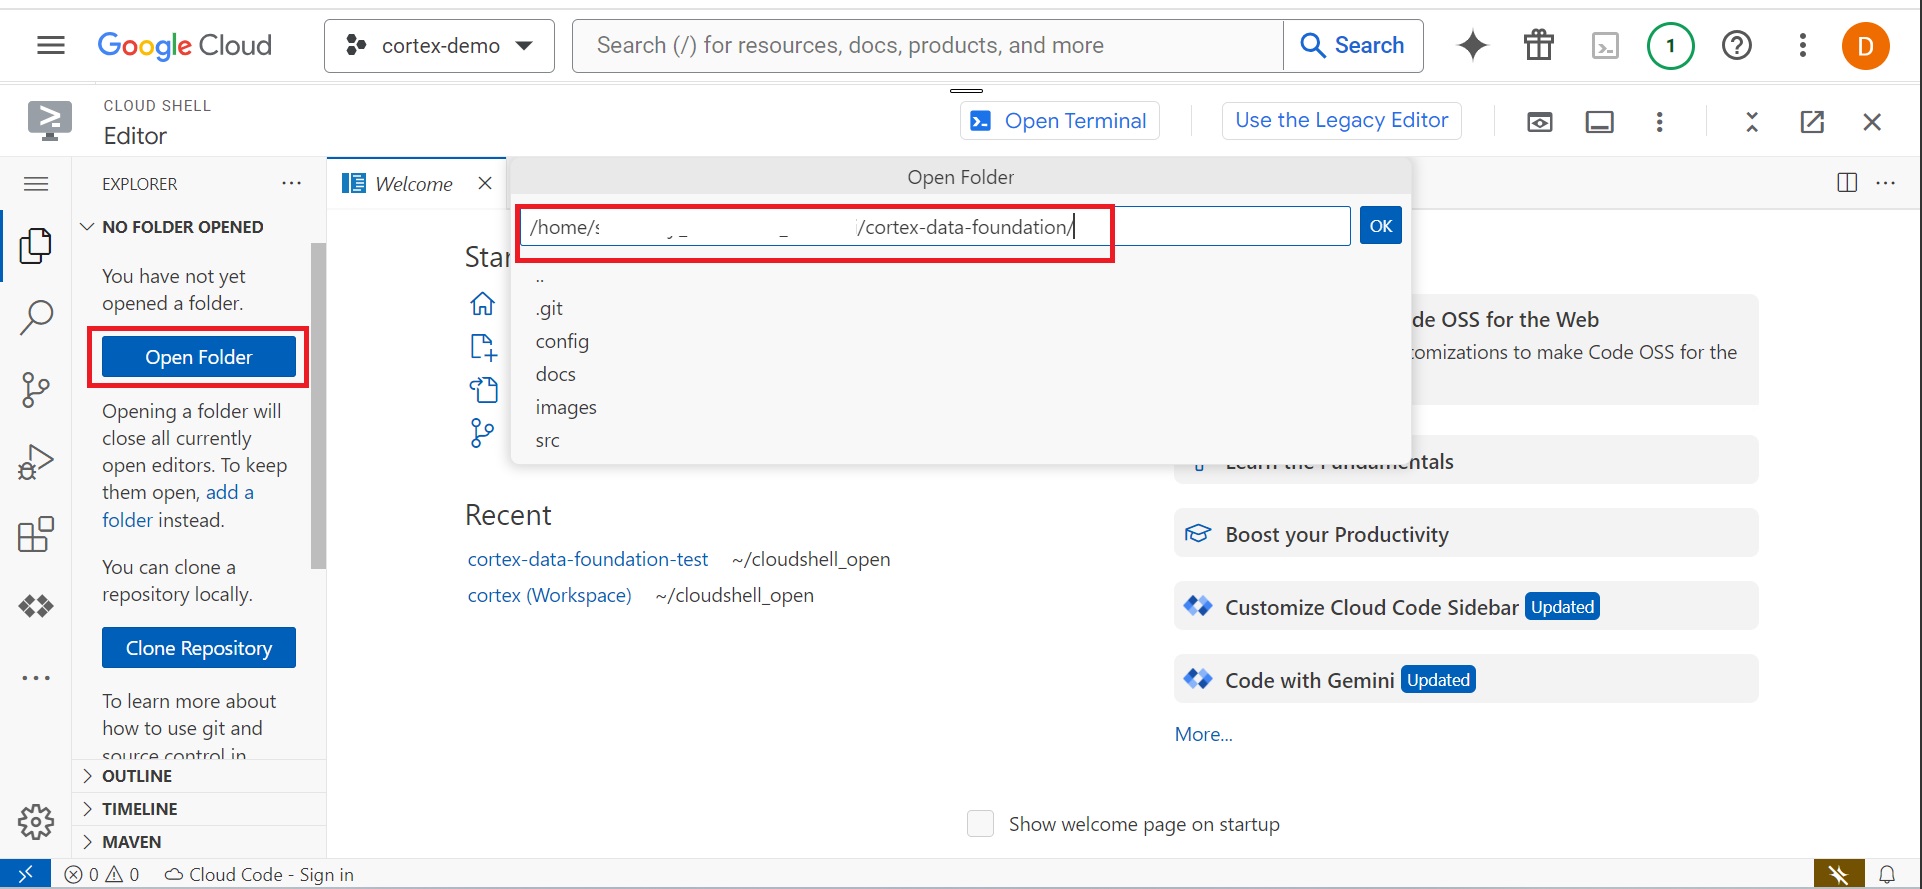 Google Cloud
cortex-demo
Search (/) for resources, docs, products, and more
Search
1
D
CLOUD SHELL
Editor
Open Terminal
Use the Legacy Editor
EXPLORER
NO FOLDER OPENED
You have not yet
opened a folder.
Open Folder
Opening a folder will
close all currently
open editors. To keep
them open, add a
folder instead.
You can clone a
repository locally.
Clone Repository
To learn more about
how to use git and
source control in
OUTLINE
TIMELINE
MAVEN
Welcome
Open Folder
/home/s /cortex-data-foundation/
OK
..
.git
config
docs
images
src
Star
Recent
cortex-data-foundation-test ~/cloudshell_open
cortex (Workspace) ~/cloudshell_open
de OSS for the Web
omizations to make Code OSS for the
Learn the Fundamentals
Boost your Productivity
Customize Cloud Code Sidebar Updated
Code with Gemini Updated
More...
Show welcome page on startup
0 0 Cloud Code - Sign in